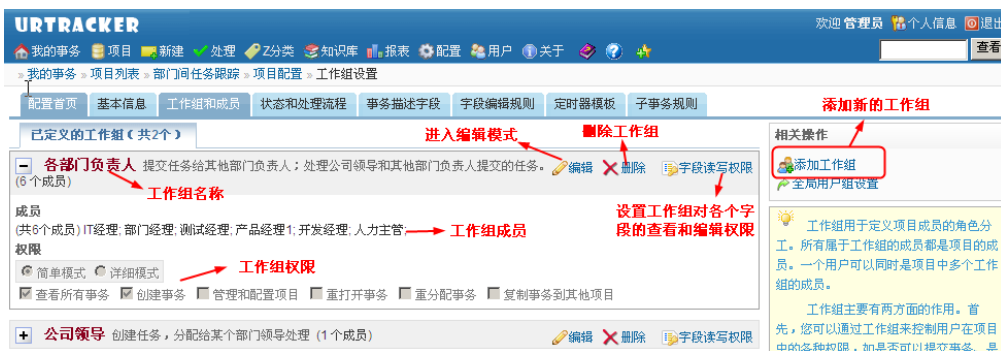 URTRACKER
欢迎 管理员 个人信息 退出
我的事务 项目 新建 处理 Z分类 知识库 报表 配置 用户 关于
查看
» 我的事务 » 项目列表 » 部门间任务跟踪 » 项目配置 » 工作组设置
配置首页 基本信息 工作组和成员 状态和处理流程 事务描述字段 字段编辑规则 定时器模板 子事务规则
添加新的工作组
已定义的工作组(共2个)
进入编辑模式
删除工作组
相关操作
各部门负责人 提交任务给其他部门负责人;处理公司领导和其他部门负责人提交的任务。
编辑 删除 字段读写权限
(6 个成员)
添加工作组
全局用户组设置
工作组名称
成员
设置工作组对各个字
段的查看和编辑权限
(共6个成员) IT经理; 部门经理; 测试经理; 产品经理1; 开发经理; 人力主管;
工作组成员
权限
简单模式 详细模式
工作组权限
查看所有事务 创建事务 管理和配置项目 重打开事务 重分配事务 复制事务到其他项目
公司领导 创建任务,分配给某个部门领导处理 (1个成员)
编辑 删除 字段读写权限
工作组用于定义项目成员的角色分
工。所有属于工作组的成员都是项目的成
员。一个用户可以同时是项目中多个工作
组的成员。
工作组主要有两方面的作用。首
先,您可以通过工作组来控制用户在项目
中的各种权限,如是否可以提交事务、是